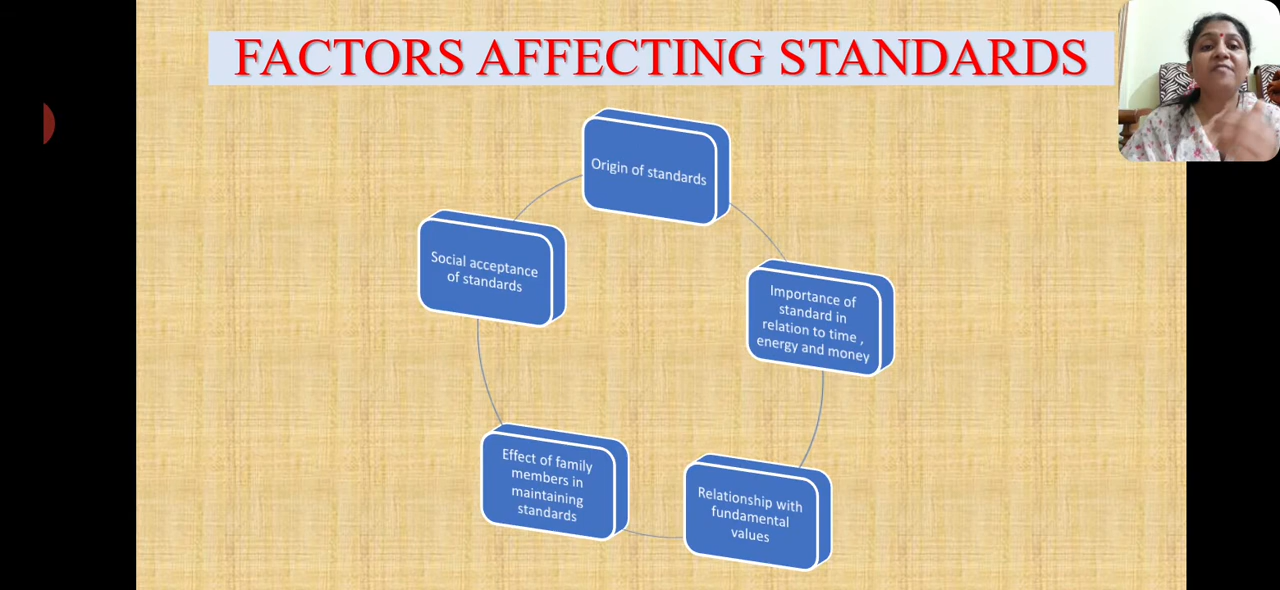 FACTORS AFFECTING STANDARDS
Origin of standards
Importance of
standard in
relation to time ,
energy and money
Relationship with
fundamental
values
Effect of family
members in
maintaining
standards
Social acceptance
of standards